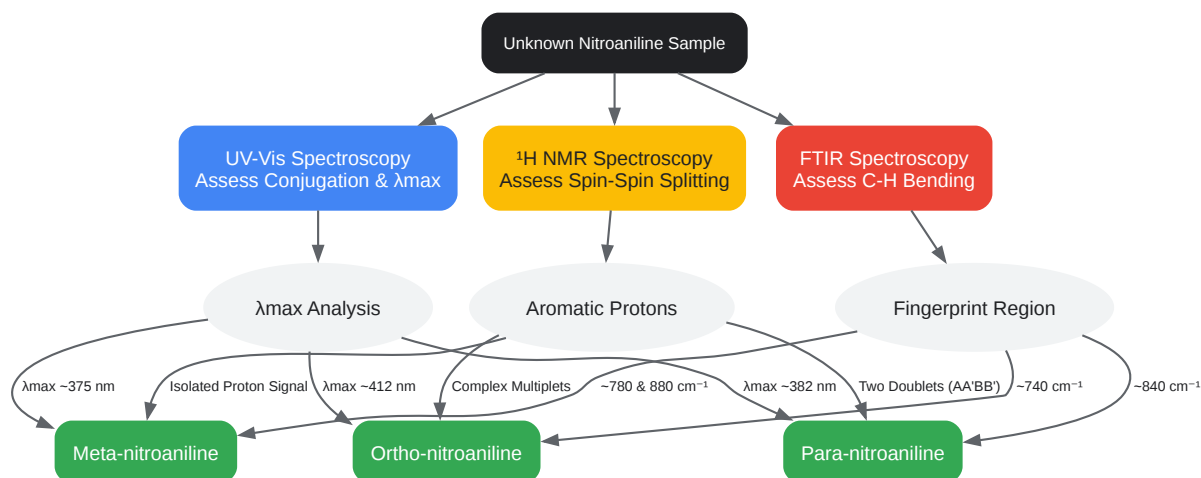 Unknown Nitroaniline Sample
UV-Vis Spectroscopy
Assess Conjugation & λmax
¹H NMR Spectroscopy
Assess Spin-Spin Splitting
FTIR Spectroscopy
Assess C-H Bending
λmax Analysis
Aromatic Protons
Fingerprint Region
λmax ~375 nm
Isolated Proton Signal
λmax ~412 nm
Complex Multiplets
~780 & 880 cm⁻¹
λmax ~382 nm
Two Doublets (AA'BB')
~740 cm⁻¹
~840 cm⁻¹
Meta-nitroaniline
Ortho-nitroaniline
Para-nitroaniline